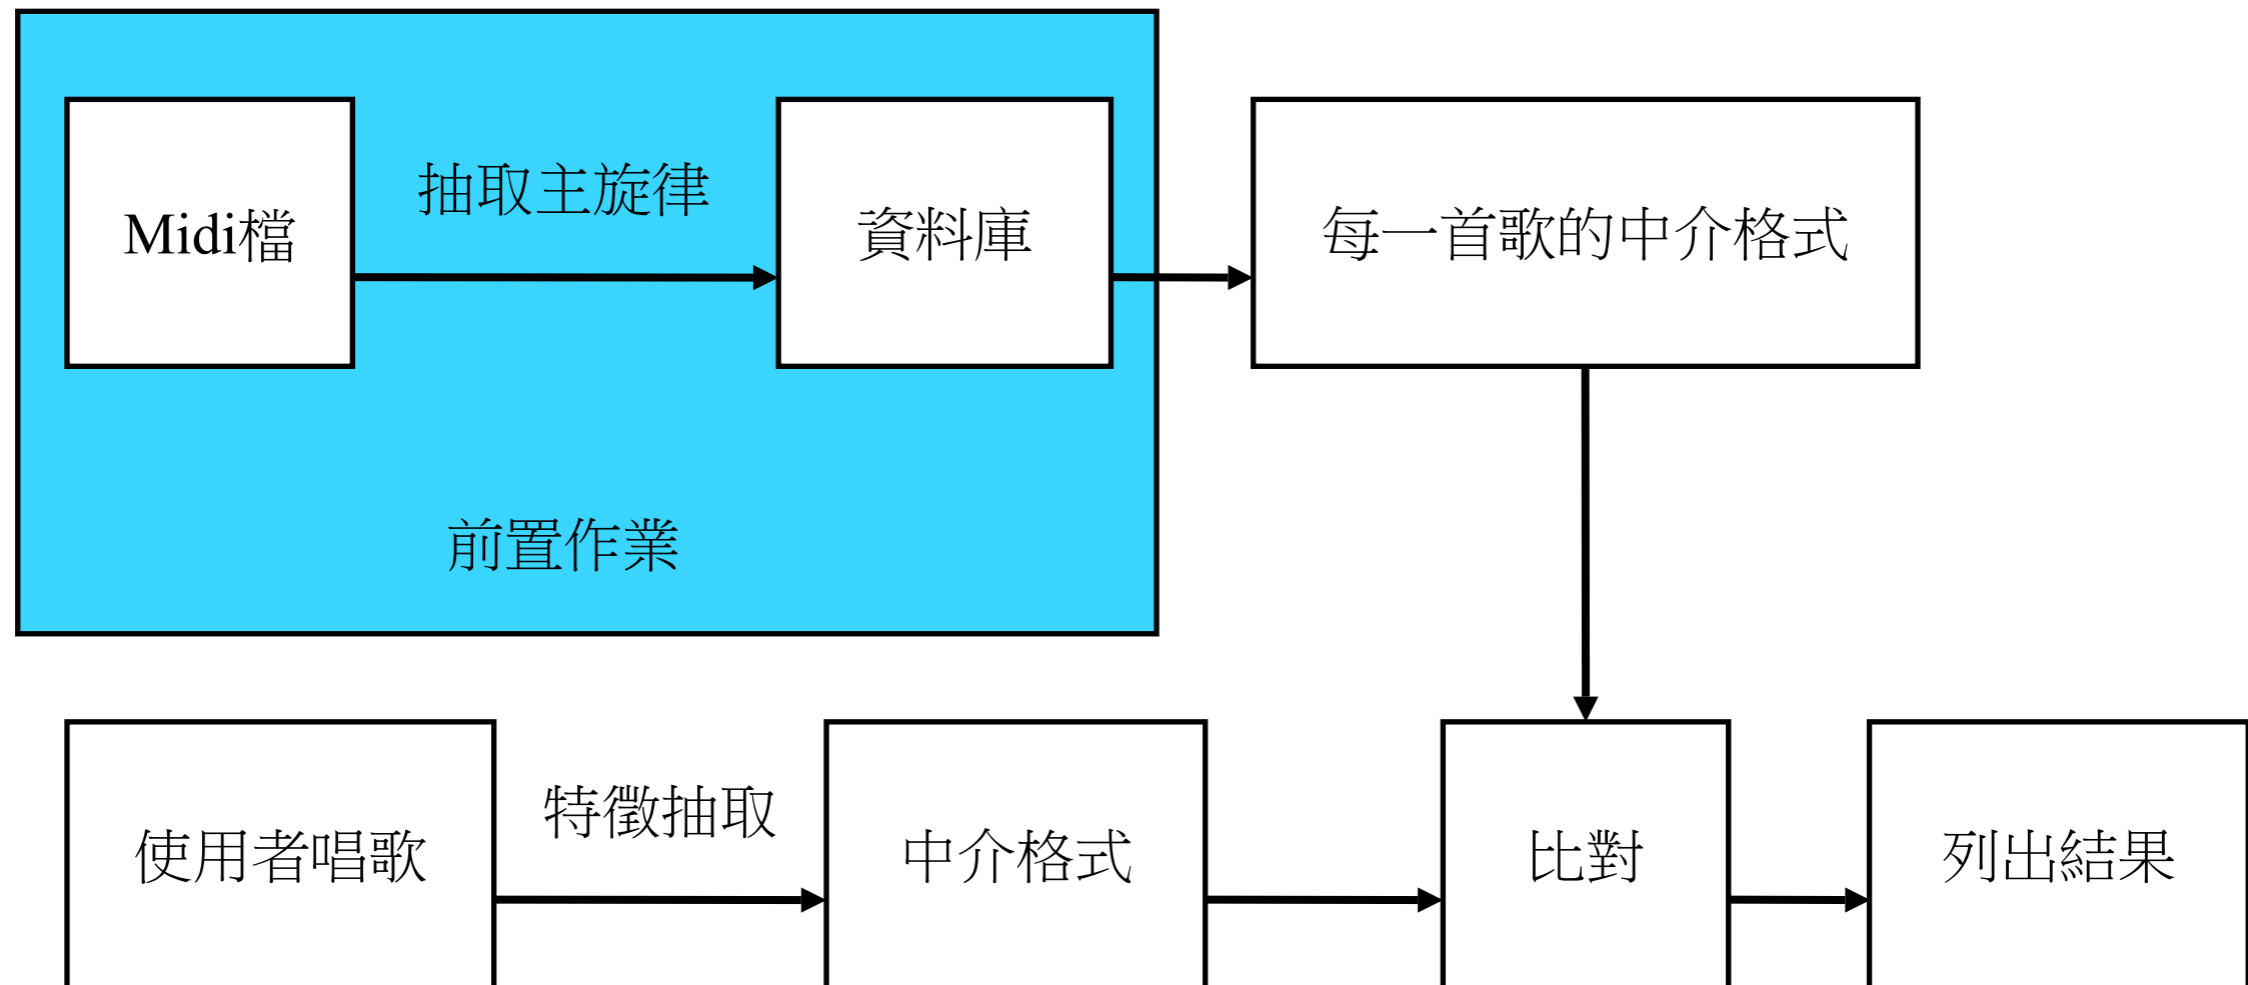 Midi檔
抽取主旋律
資料庫
每一首歌的中介格式
前置作業
使用者唱歌
特徵抽取
中介格式
比對
列出結果